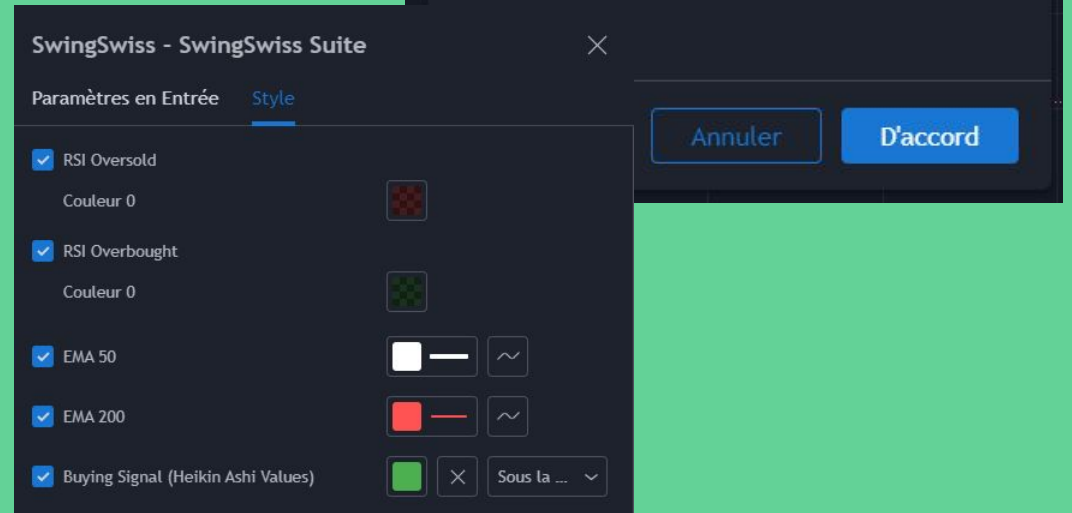 SwingSwiss - SwingSwiss Suite
Paramètres en Entrée Style
RSI Oversold
Couleur 0
RSI Overbought
Couleur 0
EMA 50
EMA 200
Buying Signal (Heikin Ashi Values) Sous la ...
Annuler D'accord